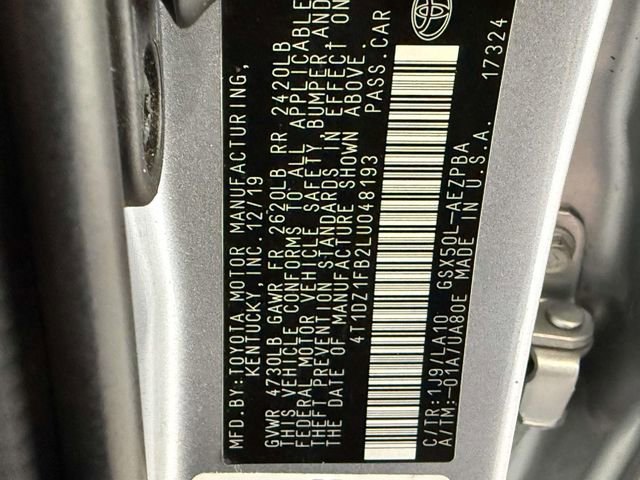 MFD.BY:TOYOTA MOTOR MANUFACTURING,
KENTUCKY, INC. 12/19
GVWR 4730LB GAWR FR 2620LB RR 2420LB
THIS VEHICLE CONFORMS TO ALL APPLICABLE
FEDERAL MOTOR VEHICLE SAFETY BUMPER, AND
THEFT PREVENTION STANDARDS IN EFFECT ON
THE DATE OF MANUFACTURE SHOWN ABOVE.
4T1DZ1FB2LU048193 PASS.CAR
C/TR:1J9/LA10 GSX50L-AEZPBA
A/TM:-01A/UA80E MADE IN U.S.A.
17324